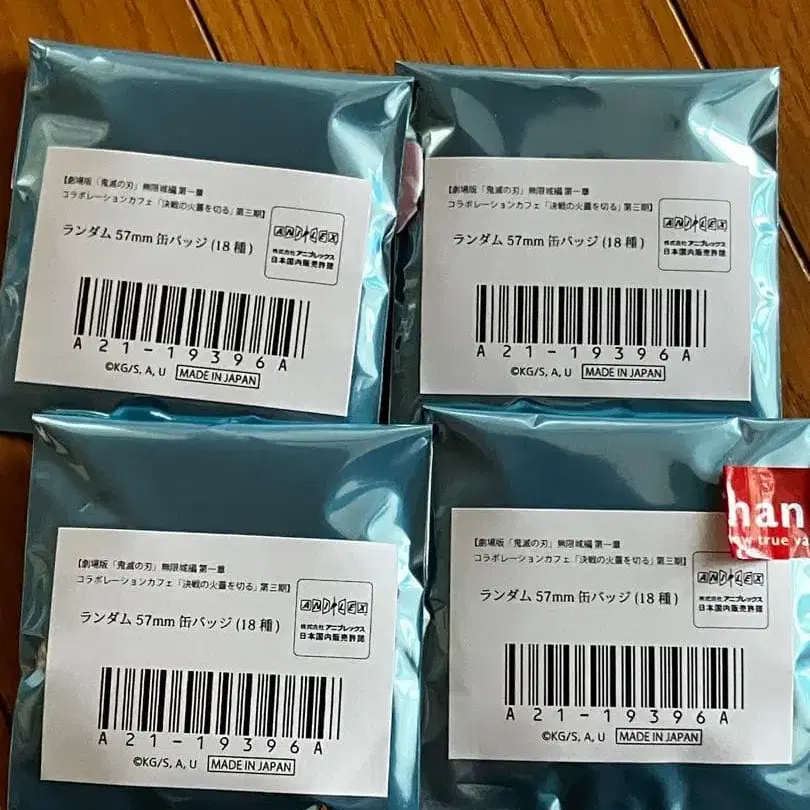 【劇場版「鬼滅の刃」無限城編 第一章
コラボレーションカフェ「決戦の火蓋を切る」第三期】
ランダム 57mm 缶バッジ (18 種)
ANIPLEX
株式会社アニプレックス
日本国内販売許諾
A21-19396A
©KG/S, A, U MADE IN JAPAN
【劇場版「鬼滅の刃」無限城編 第一章
コラボレーションカフェ「決戦の火蓋を切る」第三期】
ランダム 57mm 缶バッジ (18 種)
ANIPLEX
株式会社アニプレックス
日本国内販売許諾
A21-19396A
©KG/S, A, U MADE IN JAPAN
【劇場版「鬼滅の刃」無限城編 第一章
コラボレーションカフェ「決戦の火蓋を切る」第三期】
ランダム 57mm 缶バッジ (18 種)
ANIPLEX
株式会社アニプレックス
日本国内販売許諾
A21-19396A
©KG/S, A, U MADE IN JAPAN
han
true
【劇場版「鬼滅の刃」無限城編 第一章
コラボレーションカフェ「決戦の火蓋を切る」第三期】
ランダム 57mm 缶バッジ (18 種)
ANIPLEX
株式会社アニプレックス
日本国内販売許諾
A21-19396A
©KG/S, A, U MADE IN JAPAN